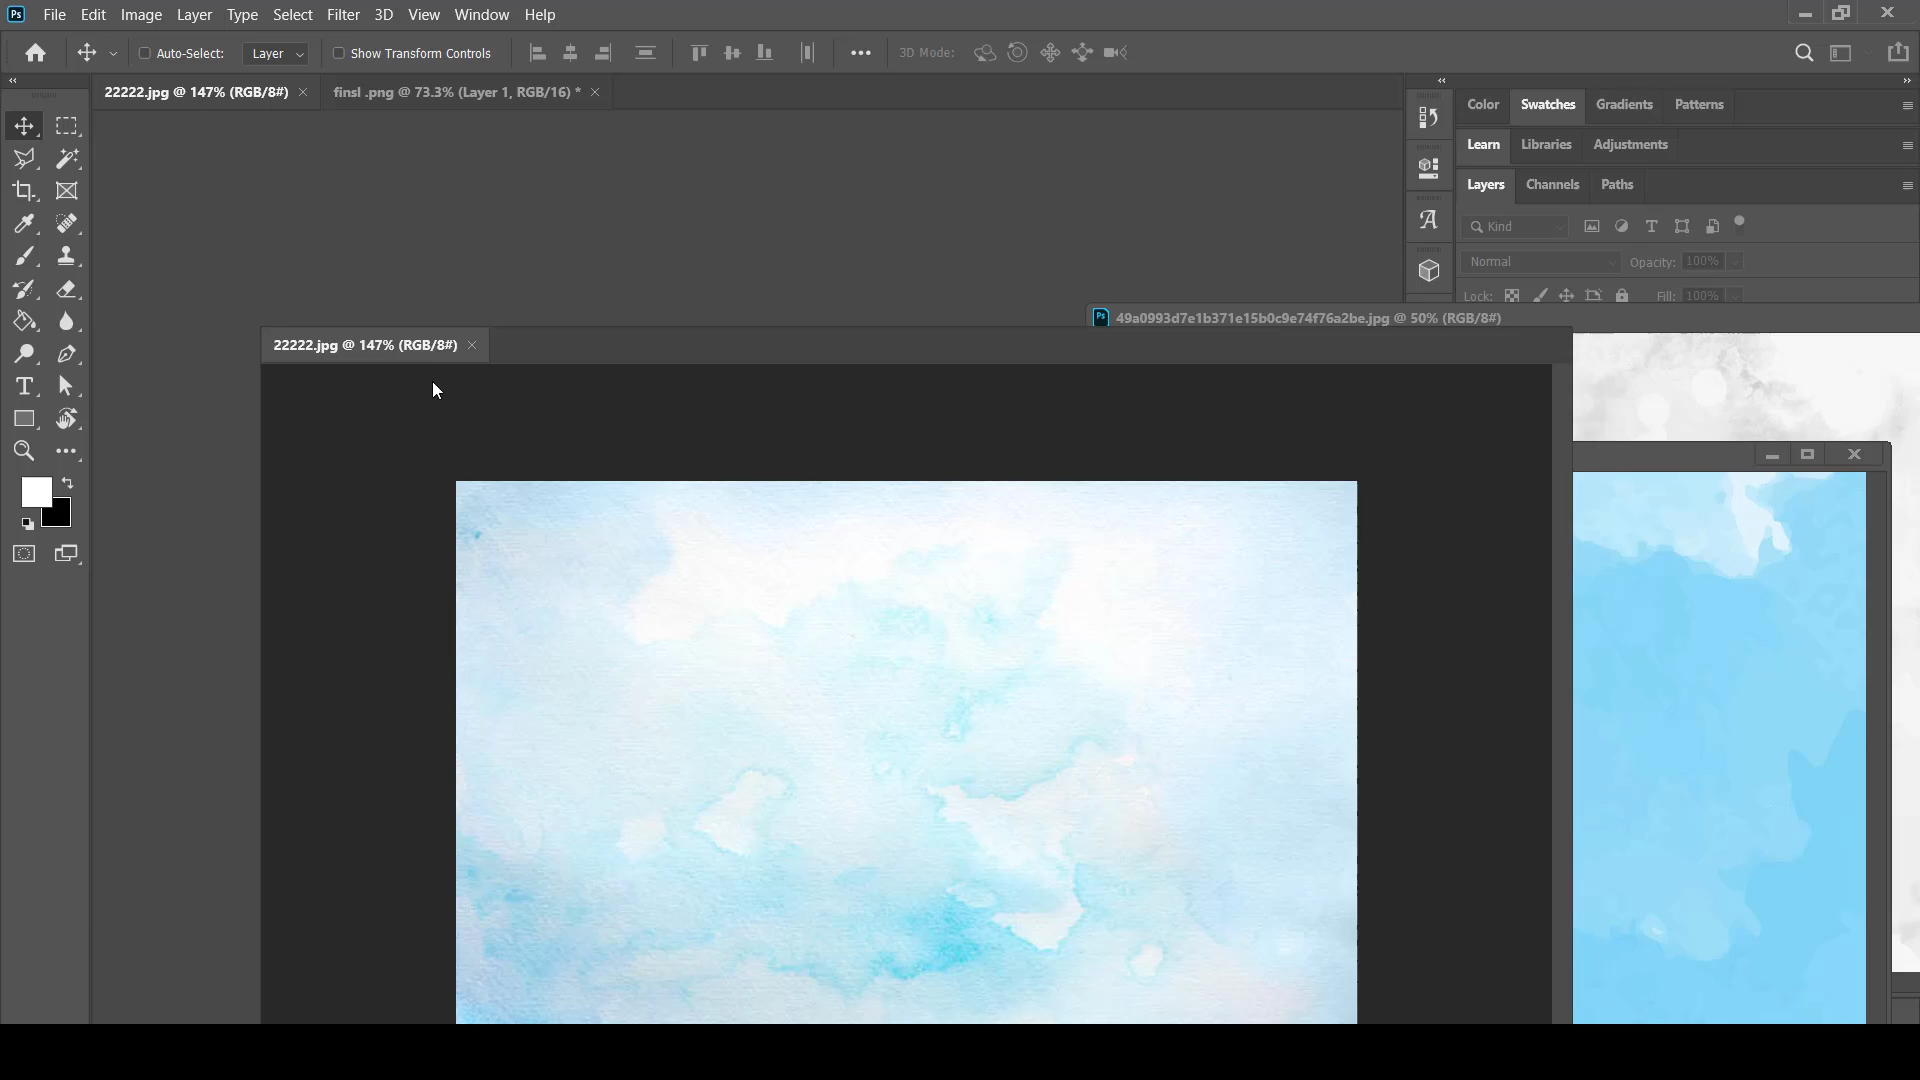 Ps File Edit Image Layer Type Select Filter 3D View Window Help
Auto-Select: Layer Show Transform Controls 3D Mode:
22222.jpg @ 147% (RGB/8#) finsl .png @ 73.3% (Layer 1, RGB/16) *
Color Swatches Gradients Patterns
Learn Libraries Adjustments
Layers Channels Paths
Kind
Normal Opacity: 100%
Lock: Fill: 100%
Ps 49a0993d7e1b371e15b0c9e74f76a2be.jpg @ 50% (RGB/8#)
22222.jpg @ 147% (RGB/8#)